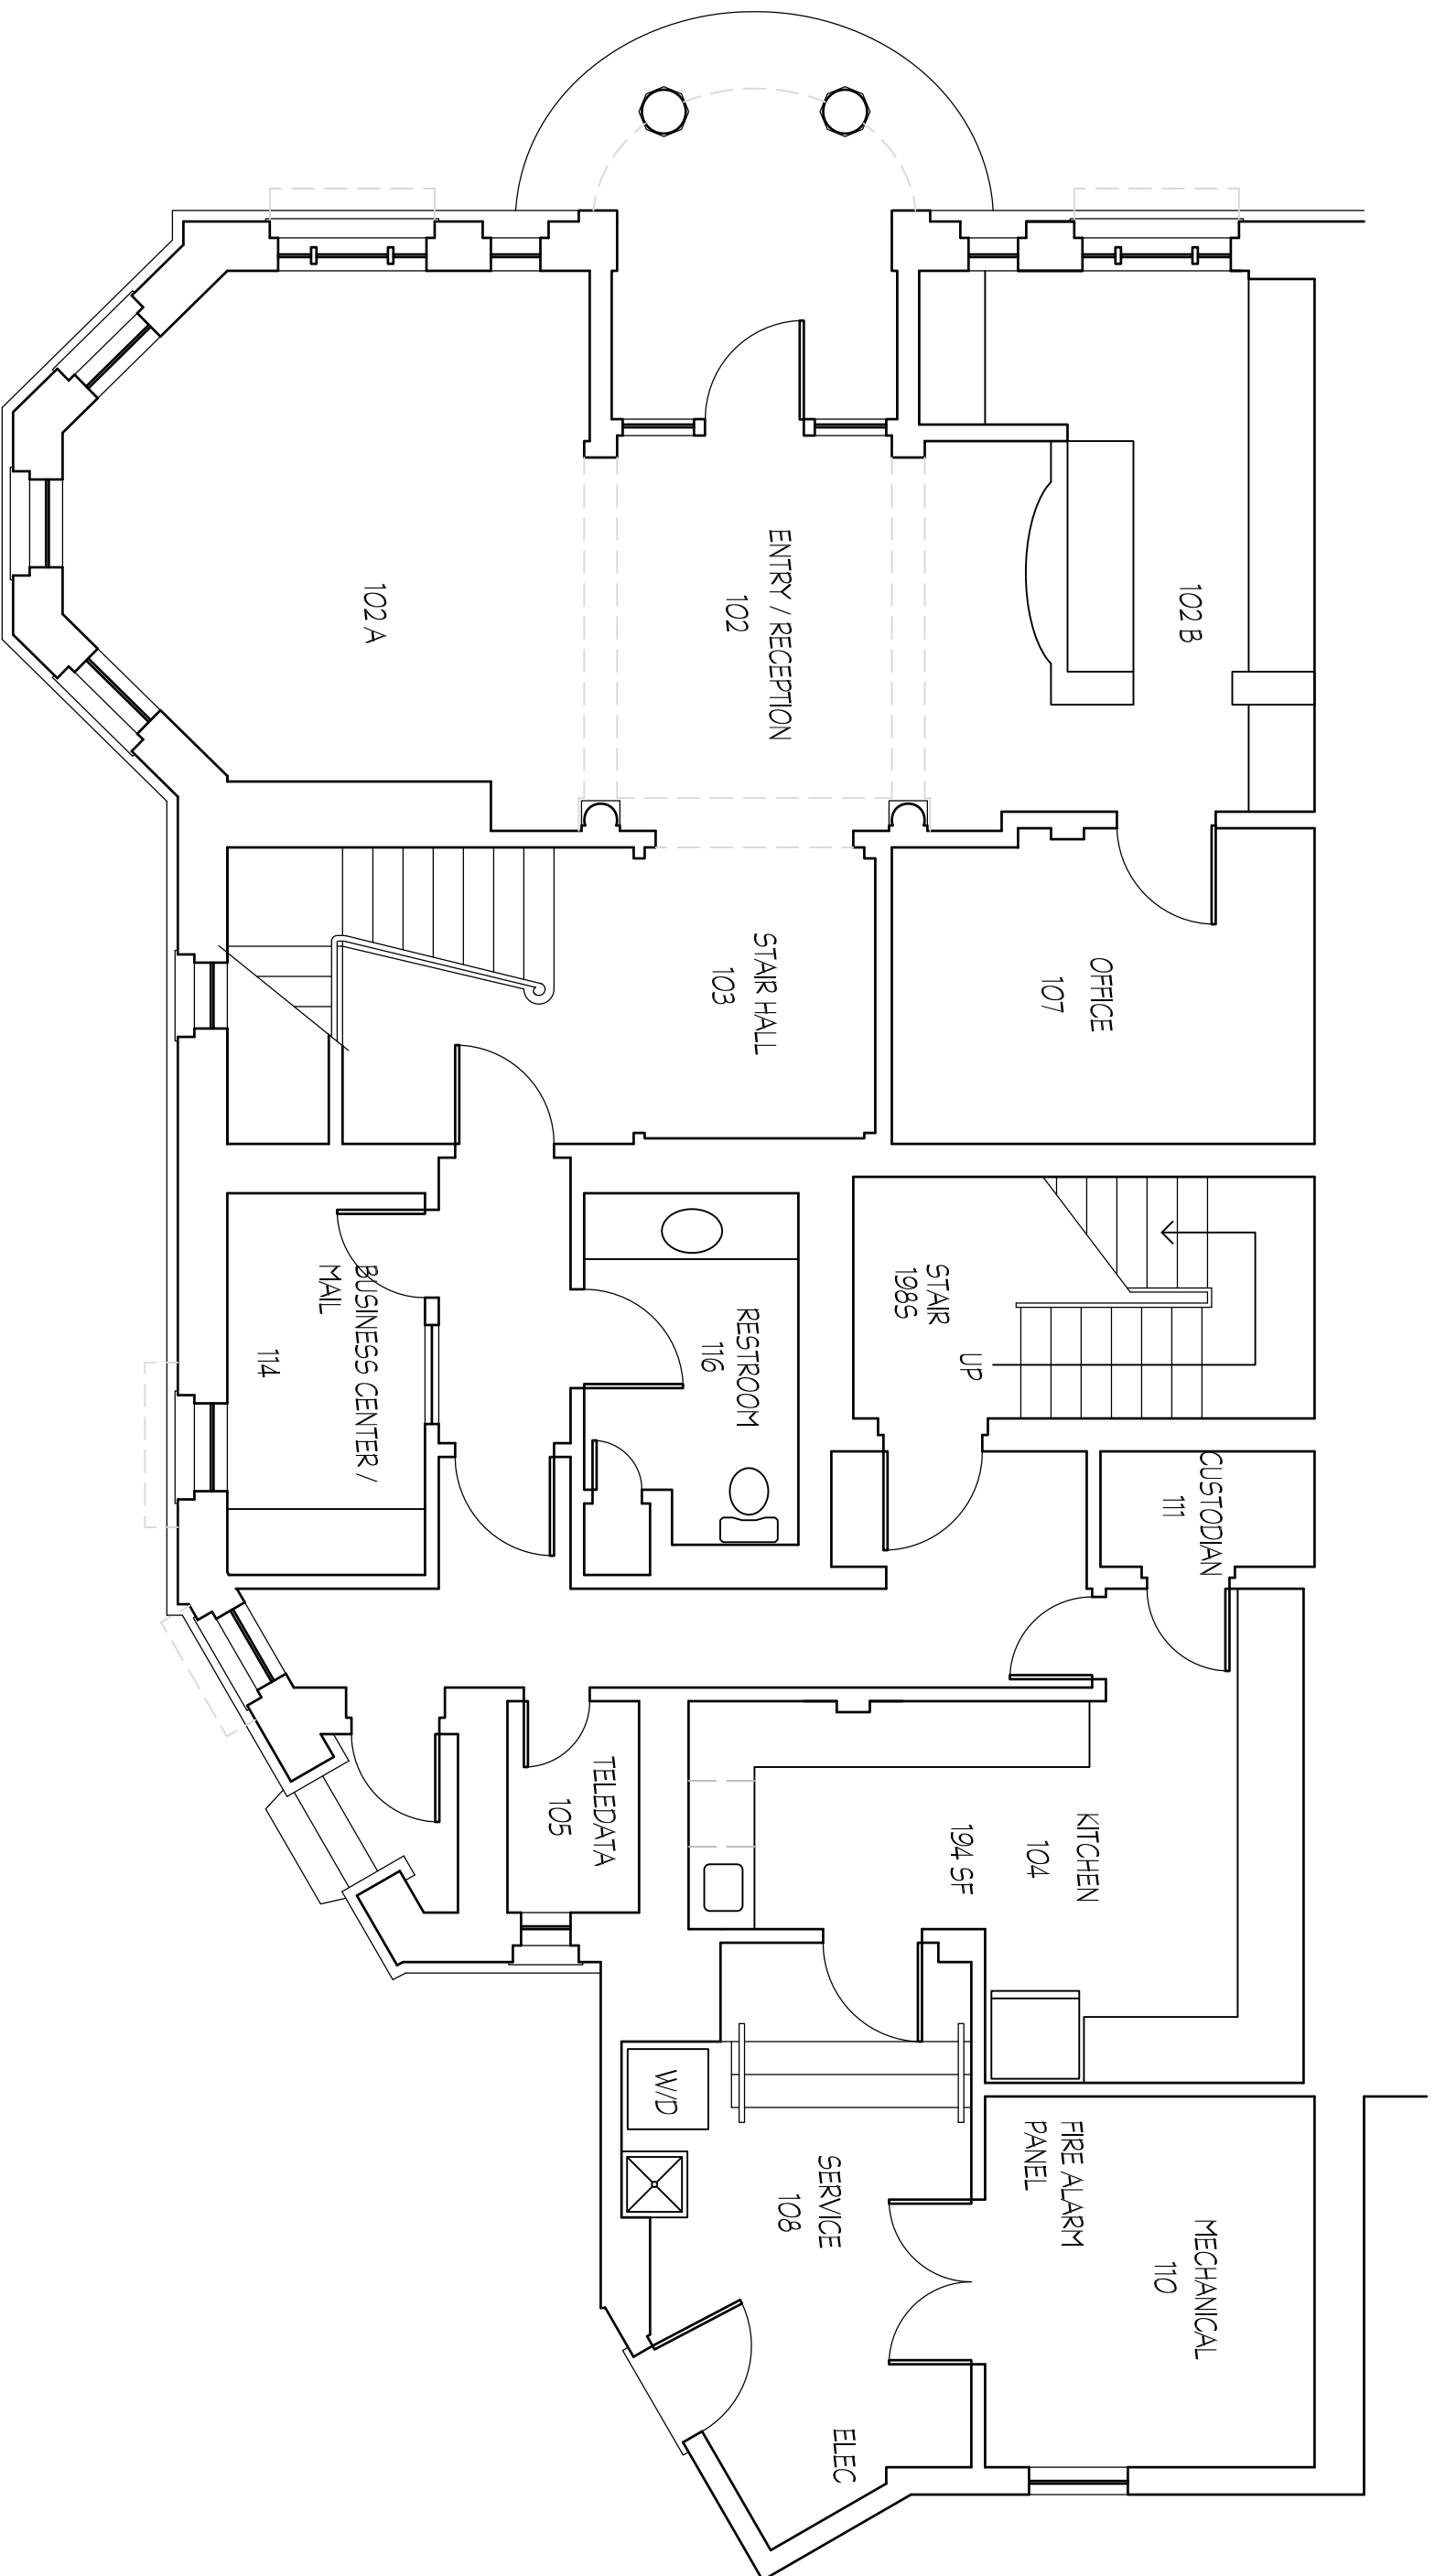 ENTRY / RECEPTION
102
102 A
102 B
STAIR HALL
103
OFFICE
107
STAIR
198S
UP
BUSINESS CENTER /
MAIL
114
RESTROOM
116
CUSTODIAN
111
TELEDATA
105
KITCHEN
104
194 SF
W/D
SERVICE
108
FIRE ALARM
PANEL
MECHANICAL
110
ELEC